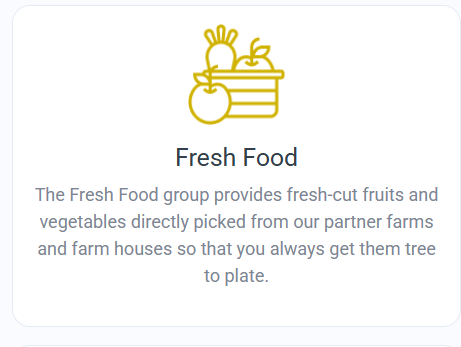 Fresh Food
The Fresh Food group provides fresh-cut fruits and
vegetables directly picked from our partner farms
and farm houses so that you always get them tree
to plate.